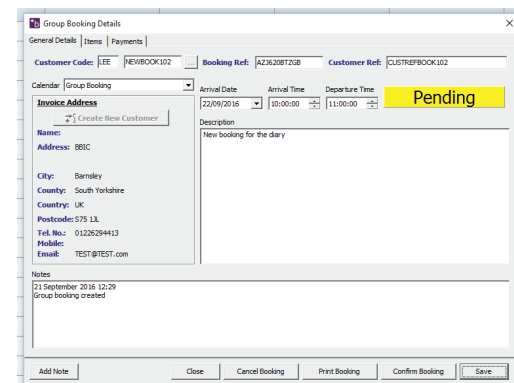 Group Booking Details
General Details Items Payments
Customer Code: LEE NEWBOOK102 ... Booking Ref: AZJ620BTZGB Customer Ref: CUSTREFBOOK102
Calendar Group Booking
Arrival Date Arrival Time Departure Time
22/09/2016 10:00:00 11:00:00 Pending
Invoice Address
Create New Customer
Description
New booking for the diary
Name:
Address: BBIC
City: Barnsley
County: South Yorkshire
Country: UK
Postcode: S75 1JL
Tel. No.: 01226294413
Mobile:
Email: TEST@TEST.com
Notes
21 September 2016 12:29
Group booking created
Add Note Close Cancel Booking Print Booking Confirm Booking Save